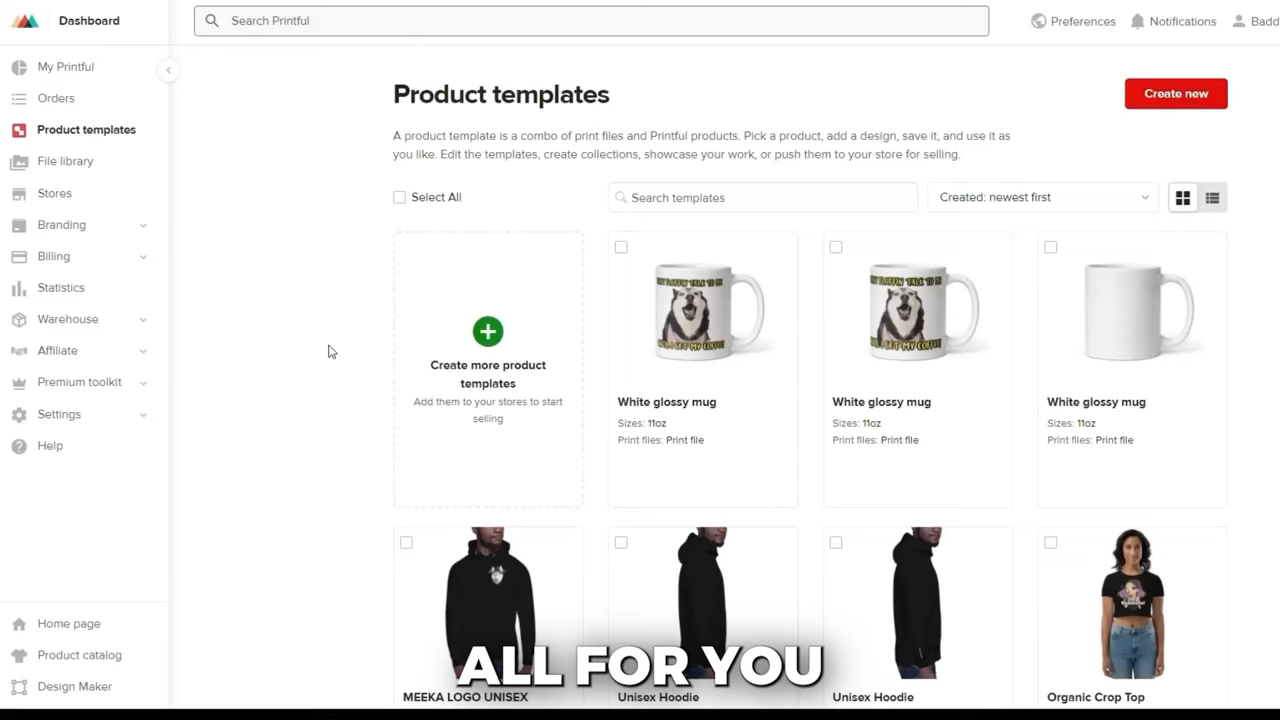 Dashboard
Search Printful
Preferences
Notifications
Badd
My Printful
Orders
Product templates
File library
Stores
Branding
Billing
Statistics
Warehouse
Affiliate
Premium toolkit
Settings
Help
Home page
Product catalog
Design Maker
Product templates
Create new
A product template is a combo of print files and Printful products. Pick a product, add a design, save it, and use it as
you like. Edit the templates, create collections, showcase your work, or push them to your store for selling.
Select All
Search templates
Created: newest first
Create more product
templates
Add them to your stores to start
selling
White glossy mug
Sizes: 11oz
Print files: Print file
White glossy mug
Sizes: 11oz
Print files: Print file
White glossy mug
Sizes: 11oz
Print files: Print file
MEEKA LOGO UNISEX
Unisex Hoodie
Unisex Hoodie
Organic Crop Top
ALL FOR YOU